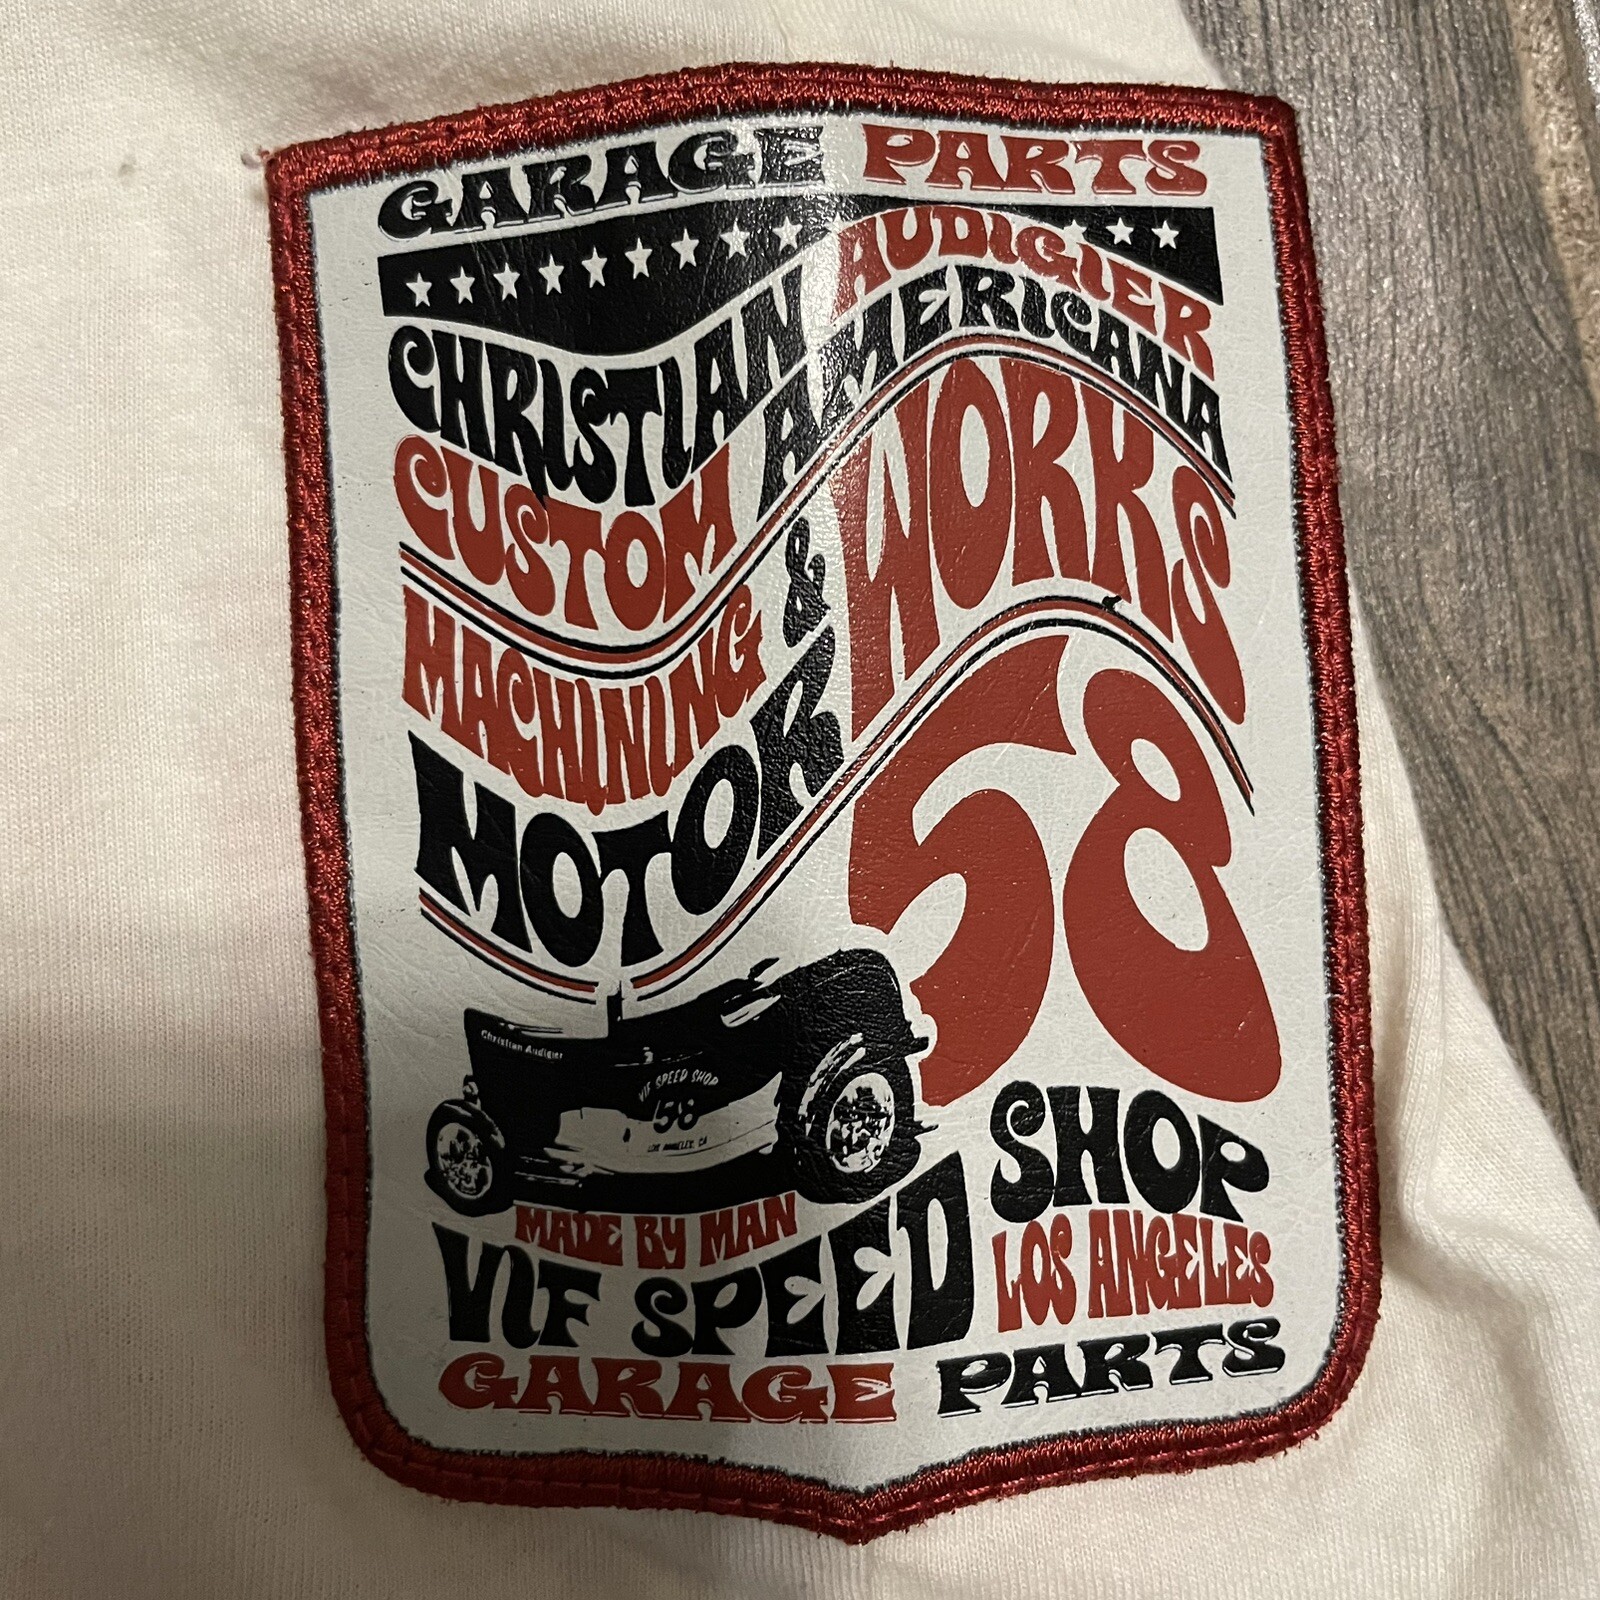 GARAGE PARTS
CHRISTIAN AUDIGIER
CUSTOM AMERICANA
MACHINING & WORKS
MOTOR 58
Christian Audigier
VIF SPEED SHOP
58
LOS ANGELES, CA
MADE BY MAN
VIF SPEED SHOP
LOS ANGELES
GARAGE PARTS